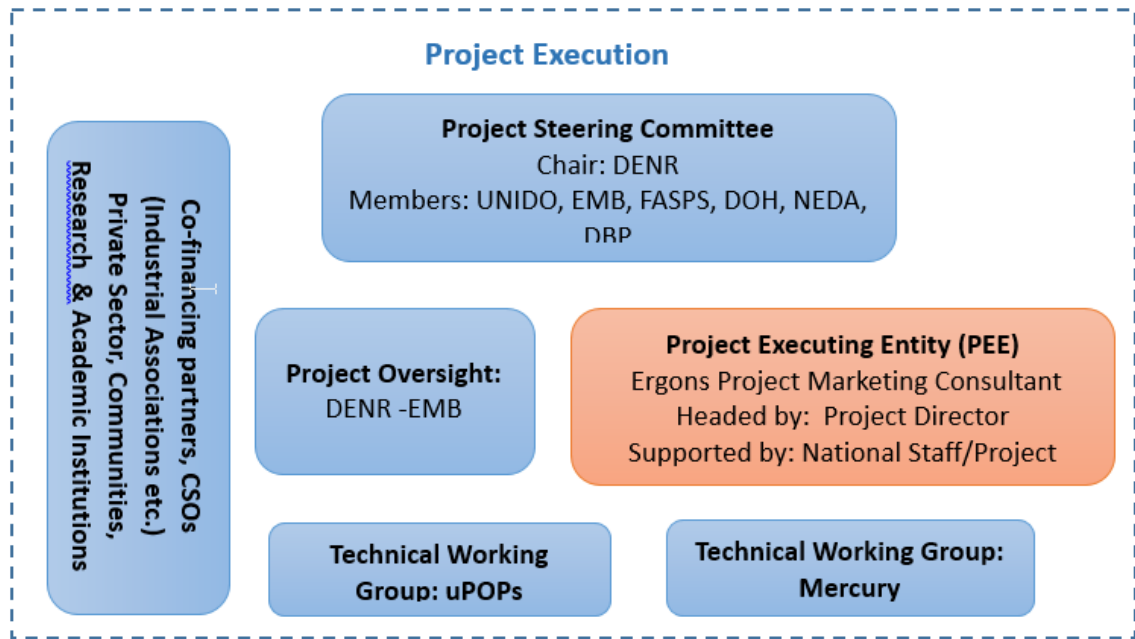 Project Execution
Project Steering Committee
Chair: DENR
Members: UNIDO, EMB, FASPS, DOH, NEDA,
DBP
Co-financing partners, CSOs
(Industrial Associations etc.)
Private Sector, Communities,
Research & Academic Institutions
Project Oversight:
DENR -EMB
Project Executing Entity (PEE)
Ergons Project Marketing Consultant
Headed by: Project Director
Supported by: National Staff/Project
Technical Working
Group: uPOPs
Technical Working Group:
Mercury